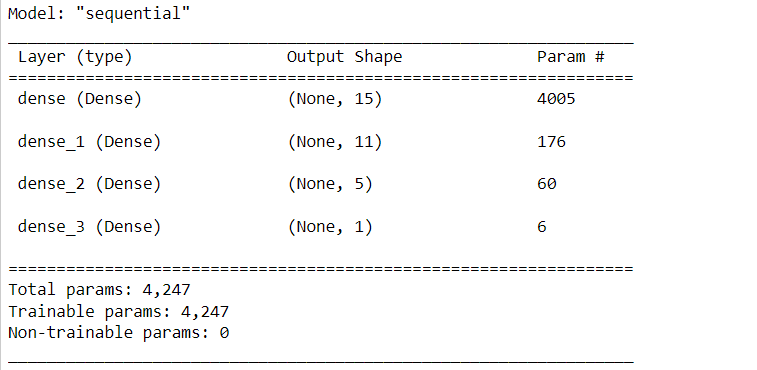 Model: "sequential"
_________________________________________________________________
Layer (type) Output Shape Param #
=================================================================
dense (Dense) (None, 15) 4005
dense_1 (Dense) (None, 11) 176
dense_2 (Dense) (None, 5) 60
dense_3 (Dense) (None, 1) 6
=================================================================
Total params: 4,247
Trainable params: 4,247
Non-trainable params: 0
_________________________________________________________________